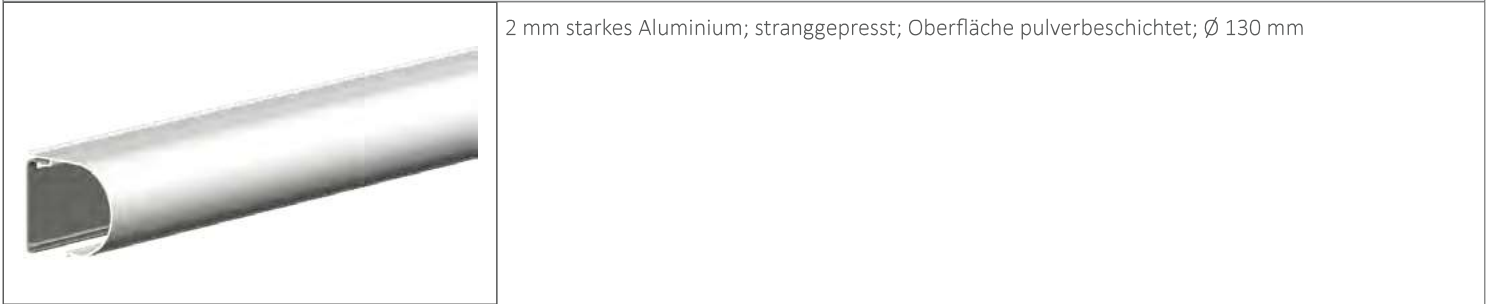 2 mm starkes Aluminium; stranggepresst; Oberfläche pulverbeschichtet; Ø 130 mm